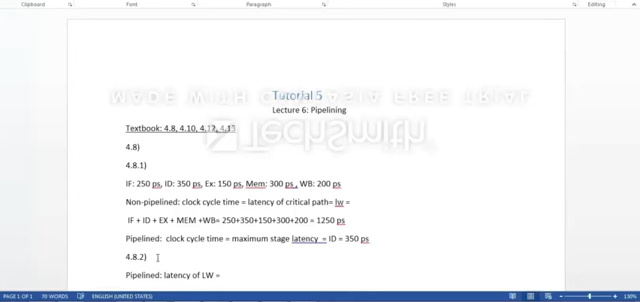 Clipboard
Font
Paragraph
Styles
Editing
MADE WITH CAMTASIA FREE TRIAL
TechSmith
Tutorial 5
Lecture 6: Pipelining
Textbook: 4.8, 4.10, 4.12, 4.13
4.8)
4.8.1)
IF: 250 ps, ID: 350 ps, Ex: 150 ps, Mem: 300 ps , WB: 200 ps
Non-pipelined: clock cycle time = latency of critical path= lw =
IF + ID + EX + MEM +WB= 250+350+150+300+200 = 1250 ps
Pipelined: clock cycle time = maximum stage latency = ID = 350 ps
4.8.2)
Pipelined: latency of LW =
PAGE 1 OF 1 70 WORDS ENGLISH (UNITED STATES) 130%